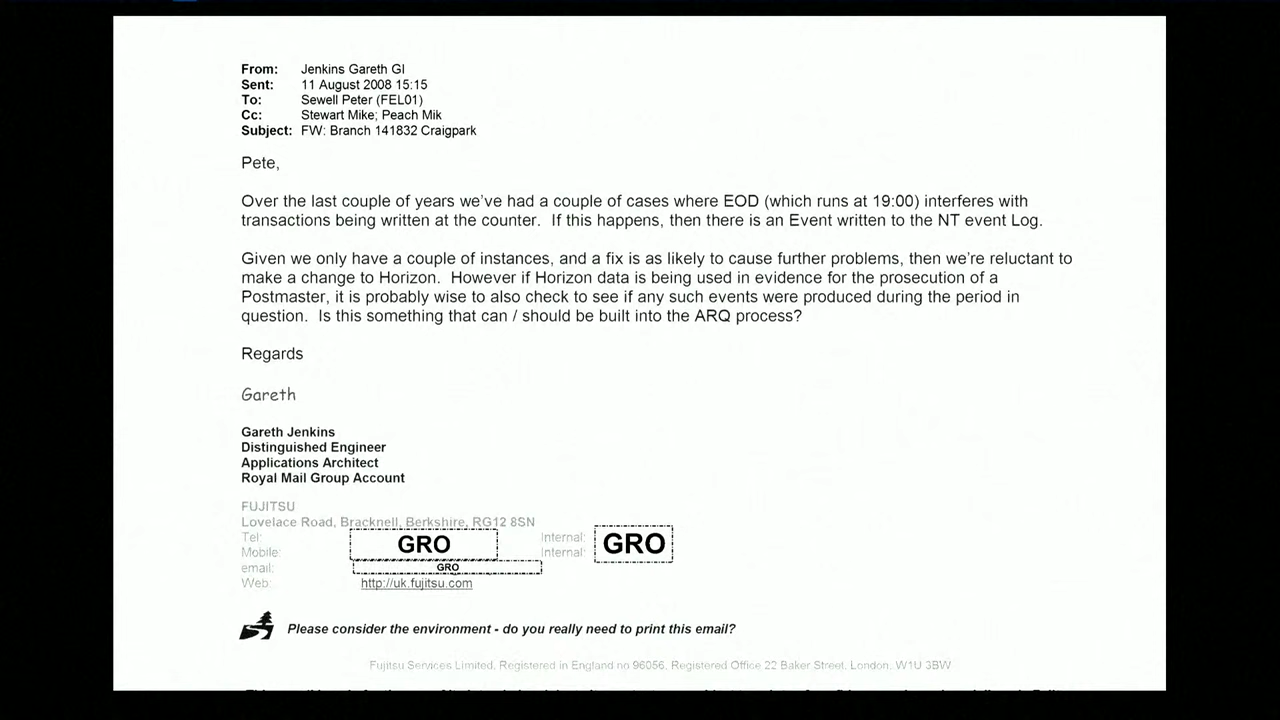 From: Jenkins Gareth GI
Sent: 11 August 2008 15:15
To: Sewell Peter (FEL01)
Cc: Stewart Mike; Peach Mik
Subject: FW: Branch 141832 Craigpark
Pete,
Over the last couple of years we've had a couple of cases where EOD (which runs at 19:00) interferes with
transactions being written at the counter. If this happens, then there is an Event written to the NT event Log.
Given we only have a couple of instances, and a fix is as likely to cause further problems, then we're reluctant to
make a change to Horizon. However if Horizon data is being used in evidence for the prosecution of a
Postmaster, it is probably wise to also check to see if any such events were produced during the period in
question. Is this something that can / should be built into the ARQ process?
Regards
Gareth
Gareth Jenkins
Distinguished Engineer
Applications Architect
Royal Mail Group Account
FUJITSU
Lovelace Road, Bracknell, Berkshire, RG12 8SN
Tel: GRO Internal: GRO
Mobile: Internal:
email: GRO
Web: http://uk.fujitsu.com
Please consider the environment - do you really need to print this email?
Fujitsu Services Limited, Registered in England no 96056, Registered Office 22 Baker Street, London, W1U 3BW